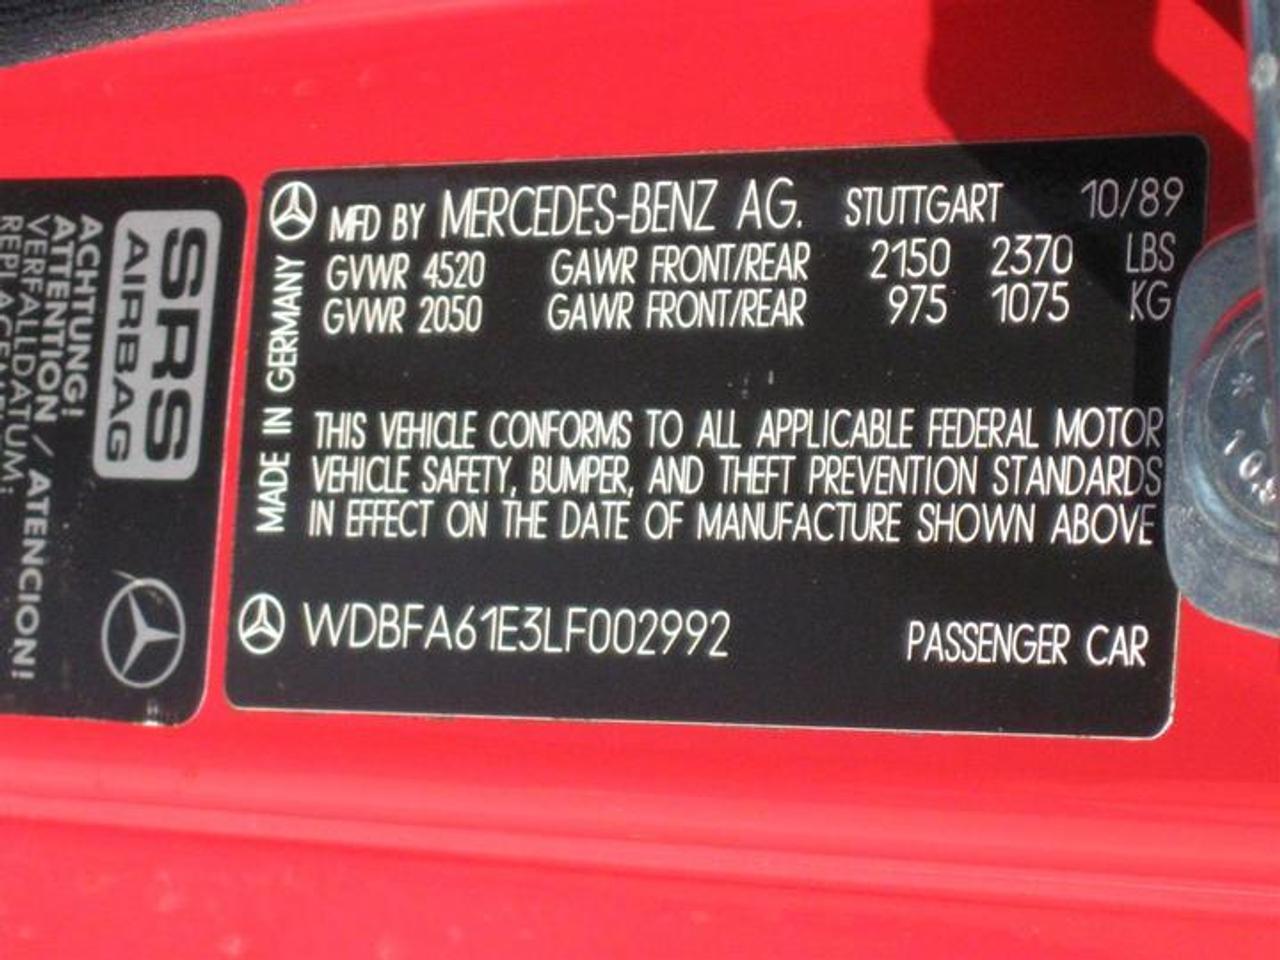 MFD BY MERCEDES-BENZ AG. STUTTGART 10/89
GVWR 4520 GAWR FRONT/REAR 2150 2370 LBS
GVWR 2050 GAWR FRONT/REAR 975 1075 KG
MADE IN GERMANY
THIS VEHICLE CONFORMS TO ALL APPLICABLE FEDERAL MOTOR
VEHICLE SAFETY, BUMPER, AND THEFT PREVENTION STANDARDS
IN EFFECT ON THE DATE OF MANUFACTURE SHOWN ABOVE
WDBFA61E3LF002992 PASSENGER CAR
SRS
AIRBAG
ACHTUNG!
ATTENTION / ATENCION!
VERFALLDATUM: